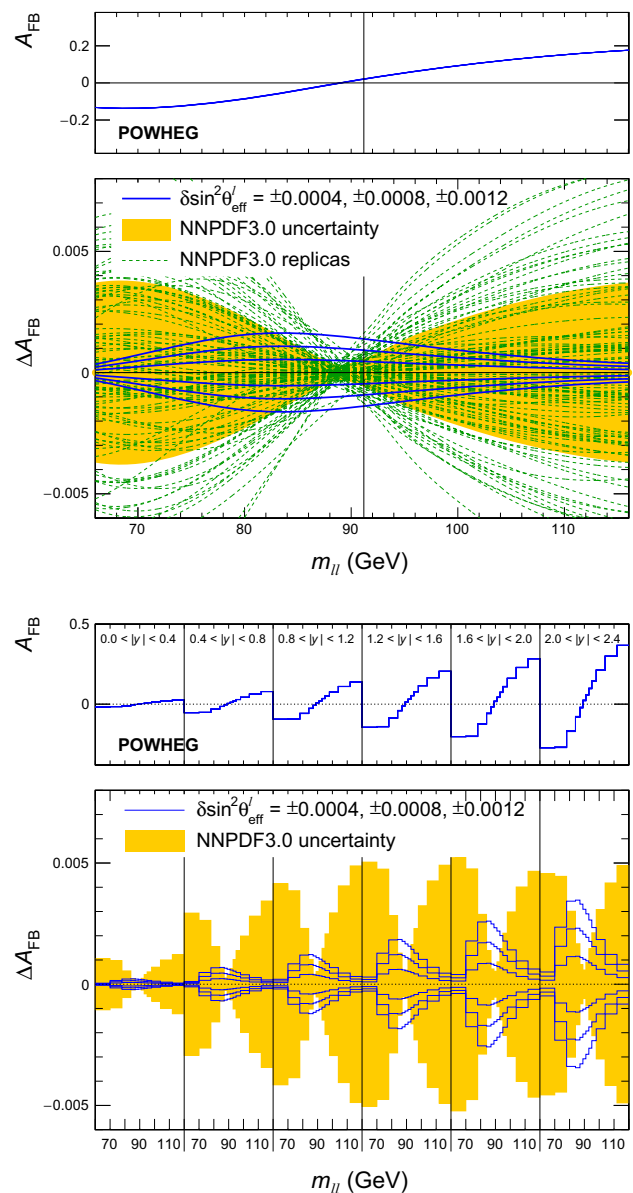 A_FB
0.2
0
−0.2
POWHEG
δsin²θ^l_eff = ±0.0004, ±0.0008, ±0.0012
NNPDF3.0 uncertainty
NNPDF3.0 replicas
ΔA_FB
0.005
0
−0.005
70 80 90 100 110
m_ll (GeV)
A_FB
0.5
0
0.0 < |y| < 0.4 0.4 < |y| < 0.8 0.8 < |y| < 1.2 1.2 < |y| < 1.6 1.6 < |y| < 2.0 2.0 < |y| < 2.4
POWHEG
δsin²θ^l_eff = ±0.0004, ±0.0008, ±0.0012
NNPDF3.0 uncertainty
ΔA_FB
0.005
0
−0.005
70 90 110 70 90 110 70 90 110 70 90 110 70 90 110 70 90 110
m_ll (GeV)